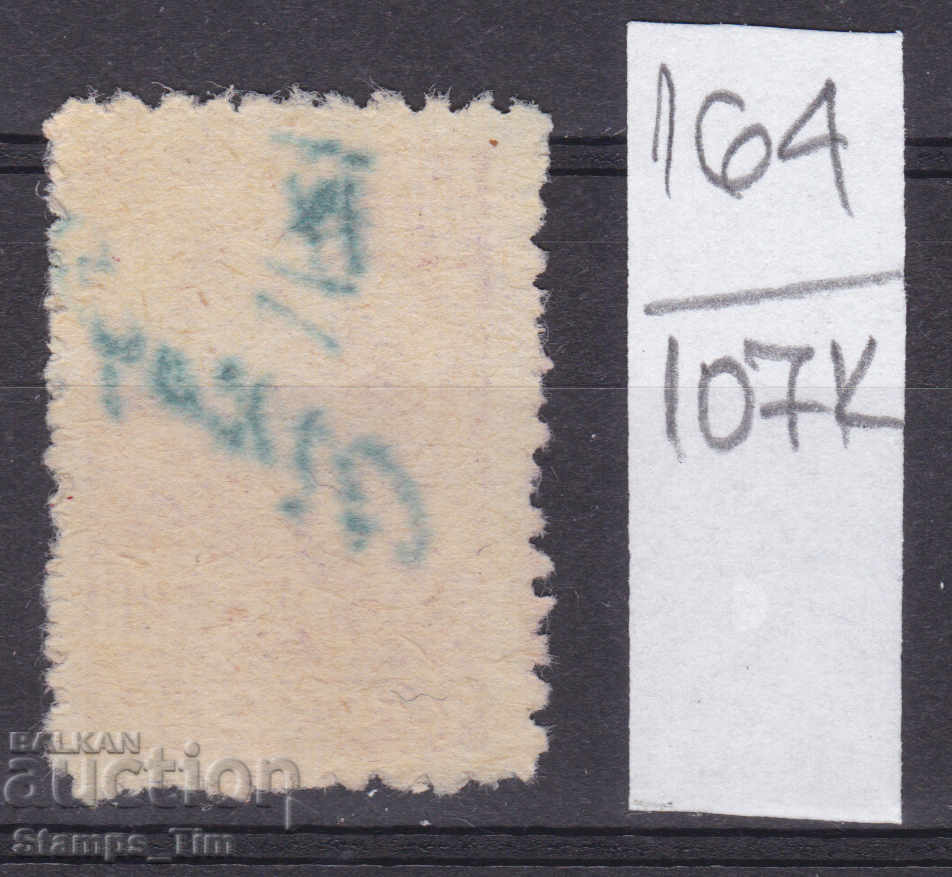 164
107K
BALKAN
auction
Stamps_Tim